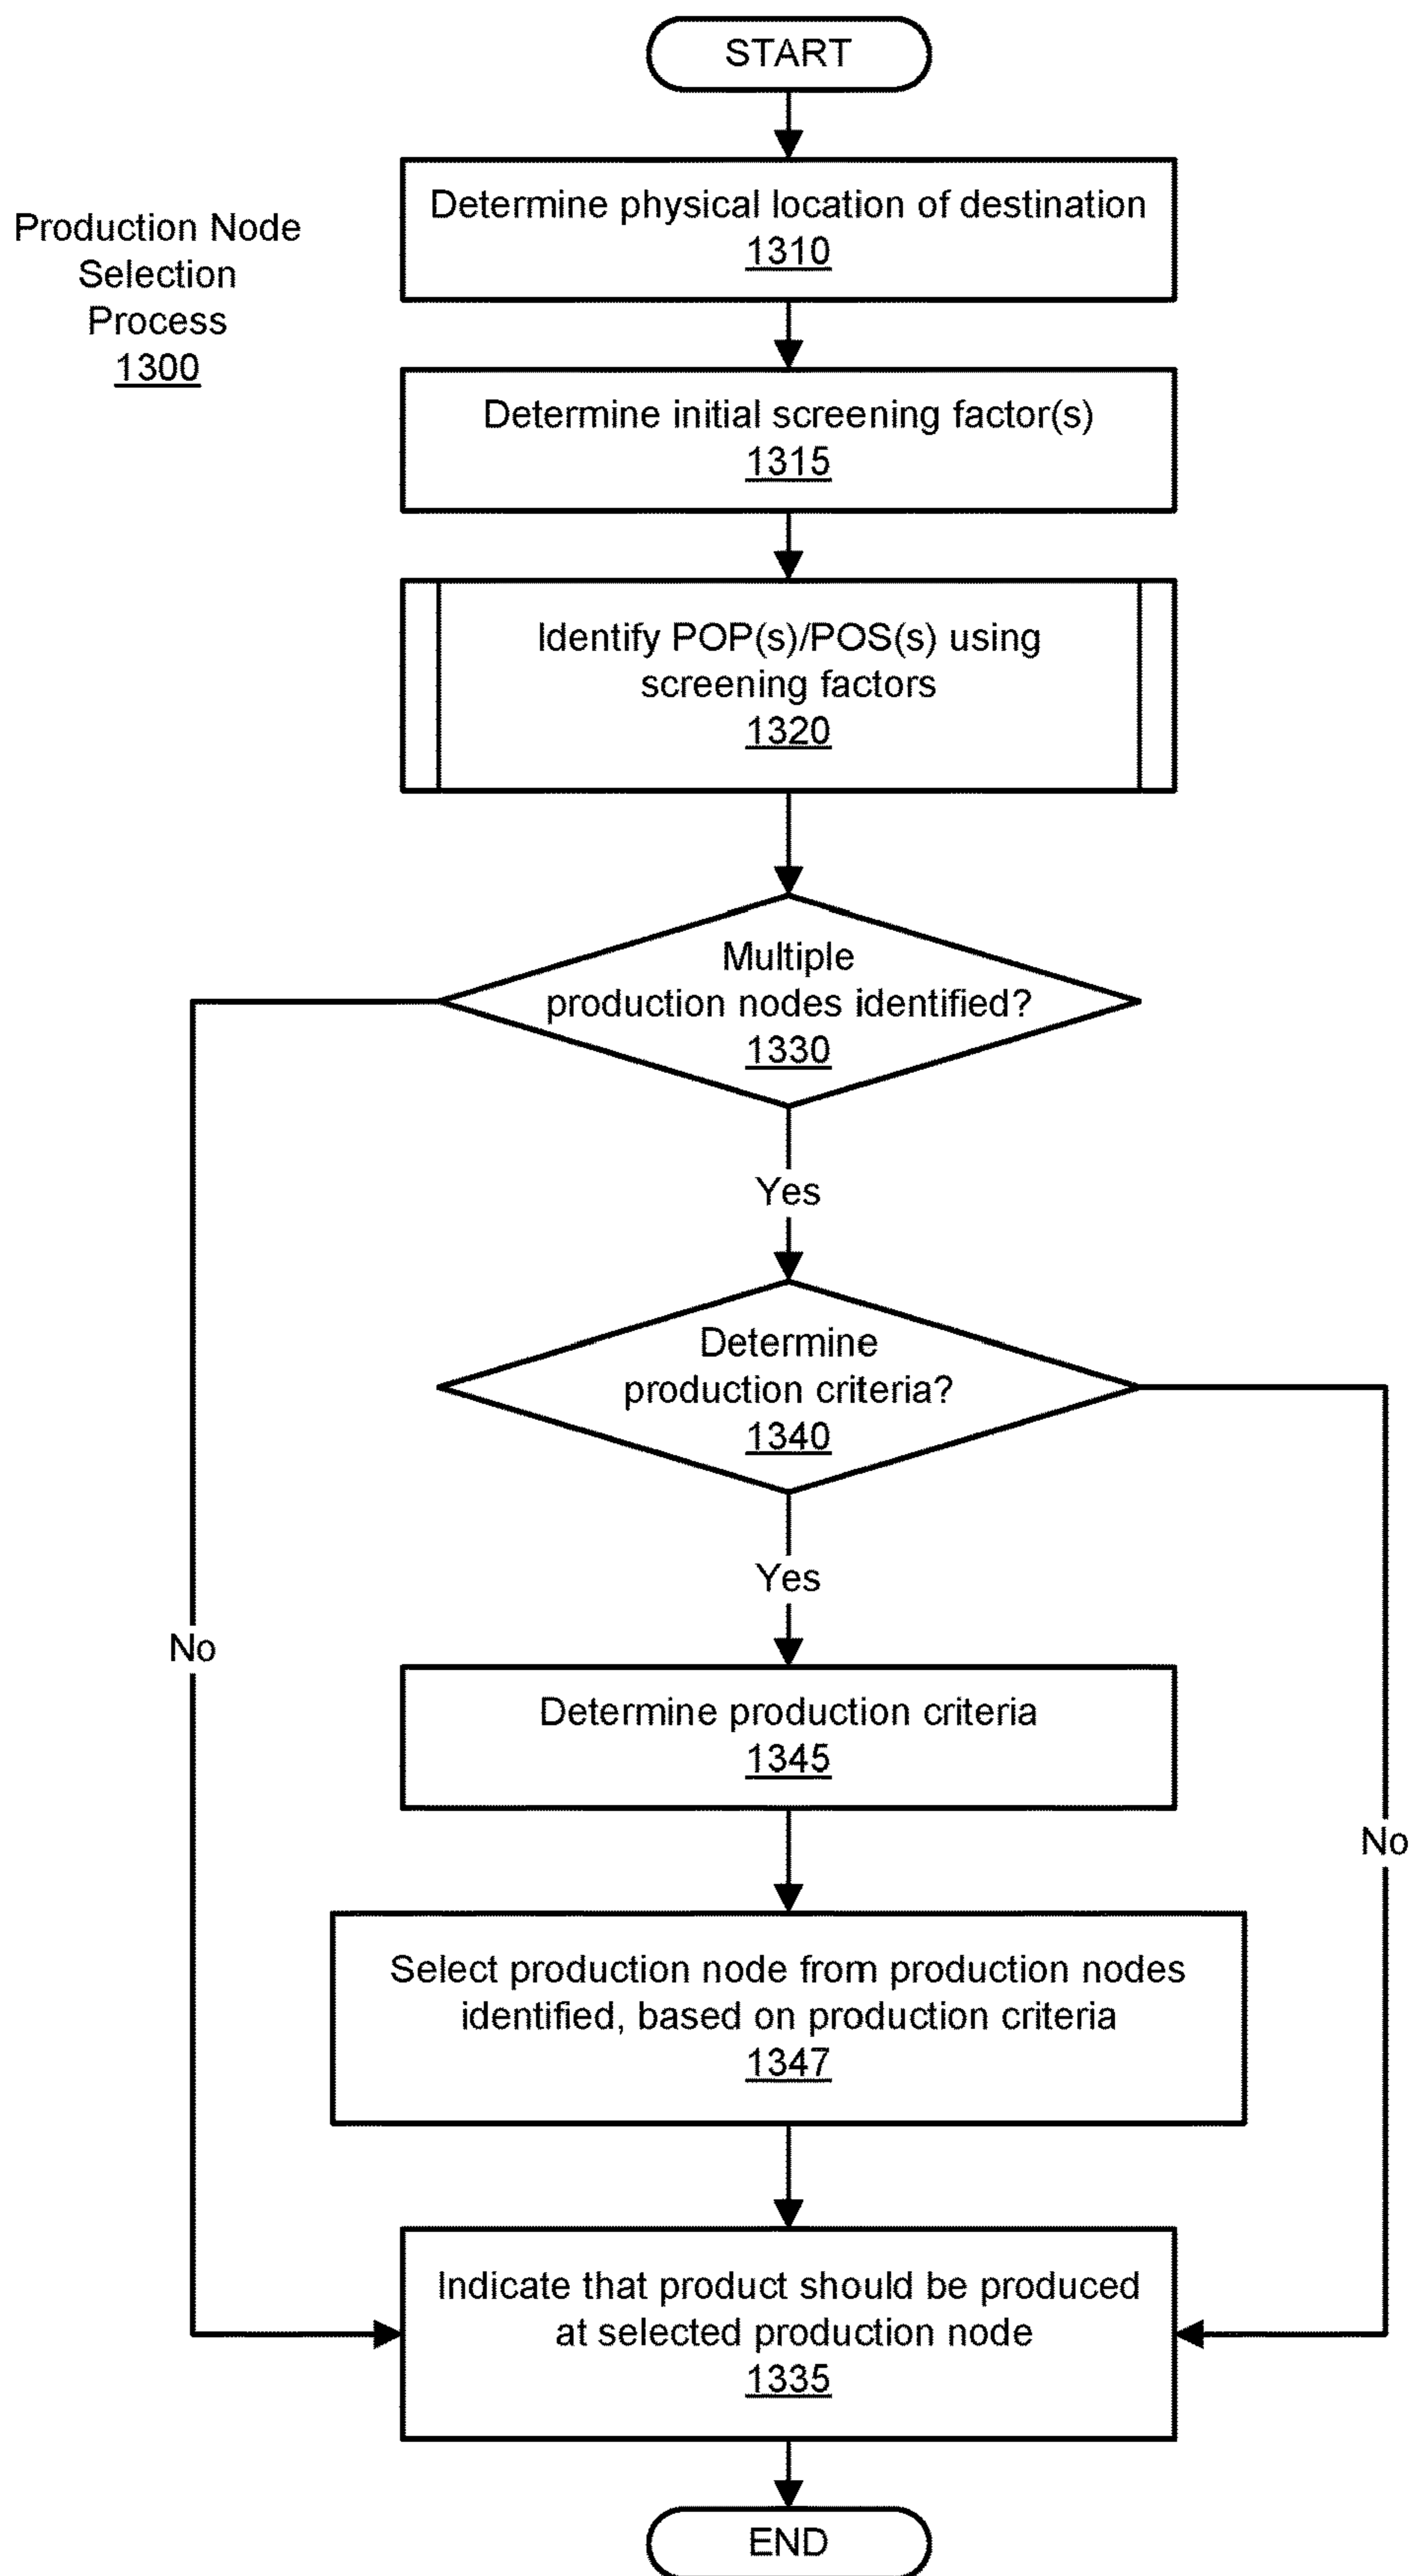 START
Determine physical location of destination
1310
Production Node
Selection
Process
1300
Determine initial screening factor(s)
1315
Identify POP(s)/POS(s) using
screening factors
1320
Multiple
production nodes identified?
1330
Yes
Determine
production criteria?
1340
Yes
No
Determine production criteria
1345
No
Select production node from production nodes
identified, based on production criteria
1347
Indicate that product should be produced
at selected production node
1335
END